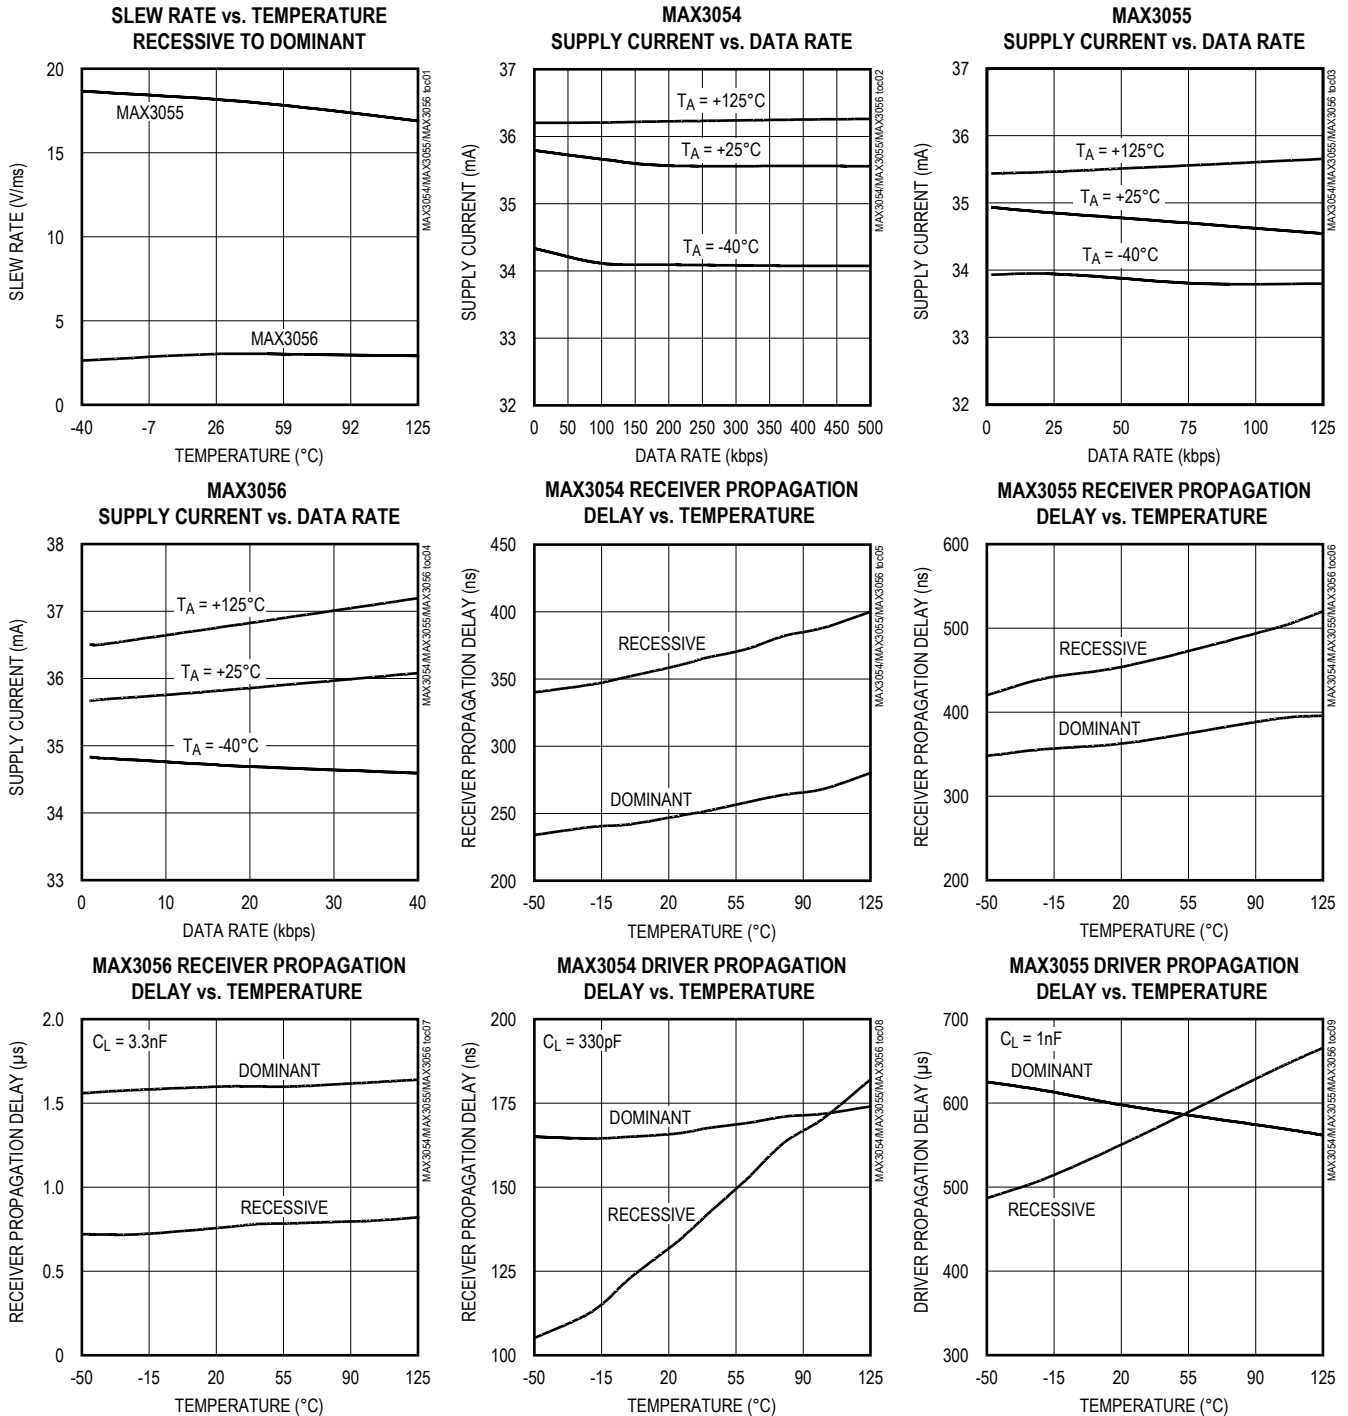 SLEW RATE vs. TEMPERATURE
RECESSIVE TO DOMINANT
SLEW RATE (V/ms)
20
15
10
5
0
MAX3055
MAX3056
MAX3054/MAX3055/MAX3056 toc01
-40 -7 26 59 92 125
TEMPERATURE (°C)
MAX3054
SUPPLY CURRENT vs. DATA RATE
SUPPLY CURRENT (mA)
37
36
35
34
33
32
TA = +125°C
TA = +25°C
TA = -40°C
MAX3054/MAX3055/MAX3056 toc02
0 50 100 150 200 250 300 350 400 450 500
DATA RATE (kbps)
MAX3055
SUPPLY CURRENT vs. DATA RATE
SUPPLY CURRENT (mA)
37
36
35
34
33
32
TA = +125°C
TA = +25°C
TA = -40°C
MAX3054/MAX3055/MAX3056 toc03
0 25 50 75 100 125
DATA RATE (kbps)
MAX3056
SUPPLY CURRENT vs. DATA RATE
SUPPLY CURRENT (mA)
38
37
36
35
34
33
TA = +125°C
TA = +25°C
TA = -40°C
MAX3054/MAX3055/MAX3056 toc04
0 10 20 30 40
DATA RATE (kbps)
MAX3054 RECEIVER PROPAGATION
DELAY vs. TEMPERATURE
RECEIVER PROPAGATION DELAY (ns)
450
400
350
300
250
200
RECESSIVE
DOMINANT
MAX3054/MAX3055/MAX3056 toc05
-50 -15 20 55 90 125
TEMPERATURE (°C)
MAX3055 RECEIVER PROPAGATION
DELAY vs. TEMPERATURE
RECEIVER PROPAGATION DELAY (ns)
600
500
400
300
200
RECESSIVE
DOMINANT
MAX3054/MAX3055/MAX3056 toc06
-50 -15 20 55 90 125
TEMPERATURE (°C)
MAX3056 RECEIVER PROPAGATION
DELAY vs. TEMPERATURE
RECEIVER PROPAGATION DELAY (µs)
2.0
1.5
1.0
0.5
0
CL = 3.3nF
DOMINANT
RECESSIVE
MAX3054/MAX3055/MAX3056 toc07
-50 -15 20 55 90 125
TEMPERATURE (°C)
MAX3054 DRIVER PROPAGATION
DELAY vs. TEMPERATURE
RECEIVER PROPAGATION DELAY (ns)
200
175
150
125
100
CL = 330pF
DOMINANT
RECESSIVE
MAX3054/MAX3055/MAX3056 toc08
-50 -15 20 55 90 125
TEMPERATURE (°C)
MAX3055 DRIVER PROPAGATION
DELAY vs. TEMPERATURE
DRIVER PROPAGATION DELAY (µs)
700
600
500
400
300
CL = 1nF
DOMINANT
RECESSIVE
MAX3054/MAX3055/MAX3056 toc09
-50 -15 20 55 90 125
TEMPERATURE (°C)